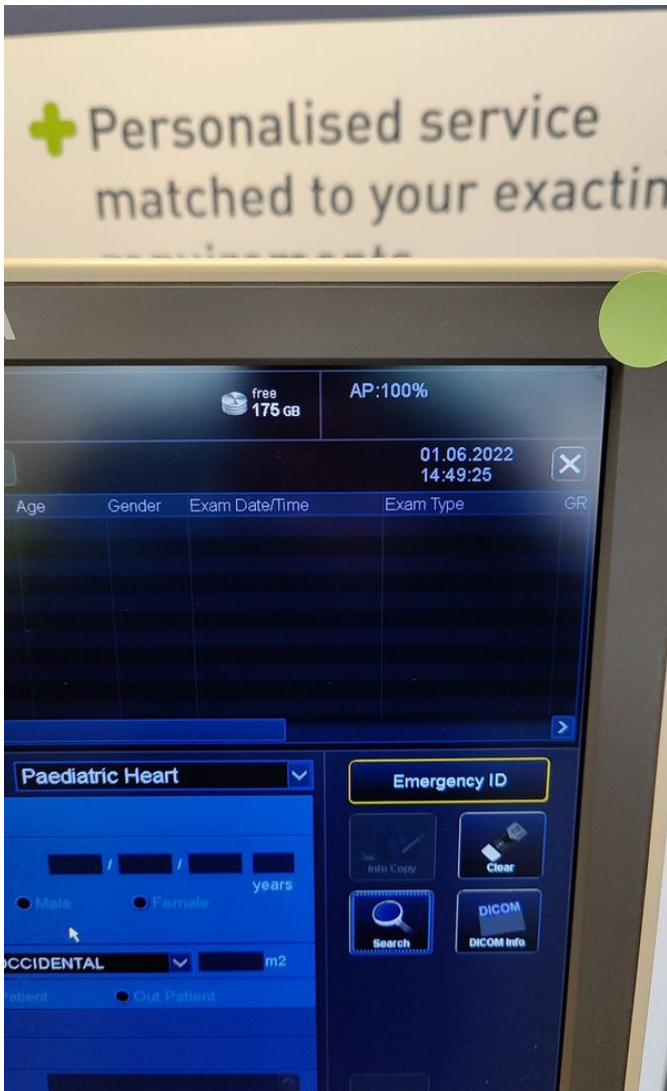 Personalised service
matched to your exactin
requirements
A
free
175 GB
AP:100%
01.06.2022
14:49:25
Age Gender Exam Date/Time Exam Type GR
Paediatric Heart
Emergency ID
/ /
years
Male Female
Info Copy
Clear
Search
DICOM
DICOM Info
OCCIDENTAL
m2
Patient Out Patient